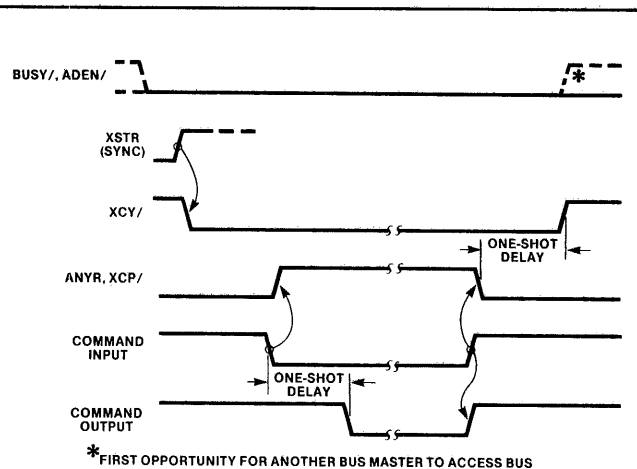 BUSY/, ADEN/
*
XSTR
(SYNC)
XCY/
ONE-SHOT
DELAY
ANYR, XCP/
COMMAND
INPUT
ONE-SHOT
DELAY
COMMAND
OUTPUT
*FIRST OPPORTUNITY FOR ANOTHER BUS MASTER TO ACCESS BUS